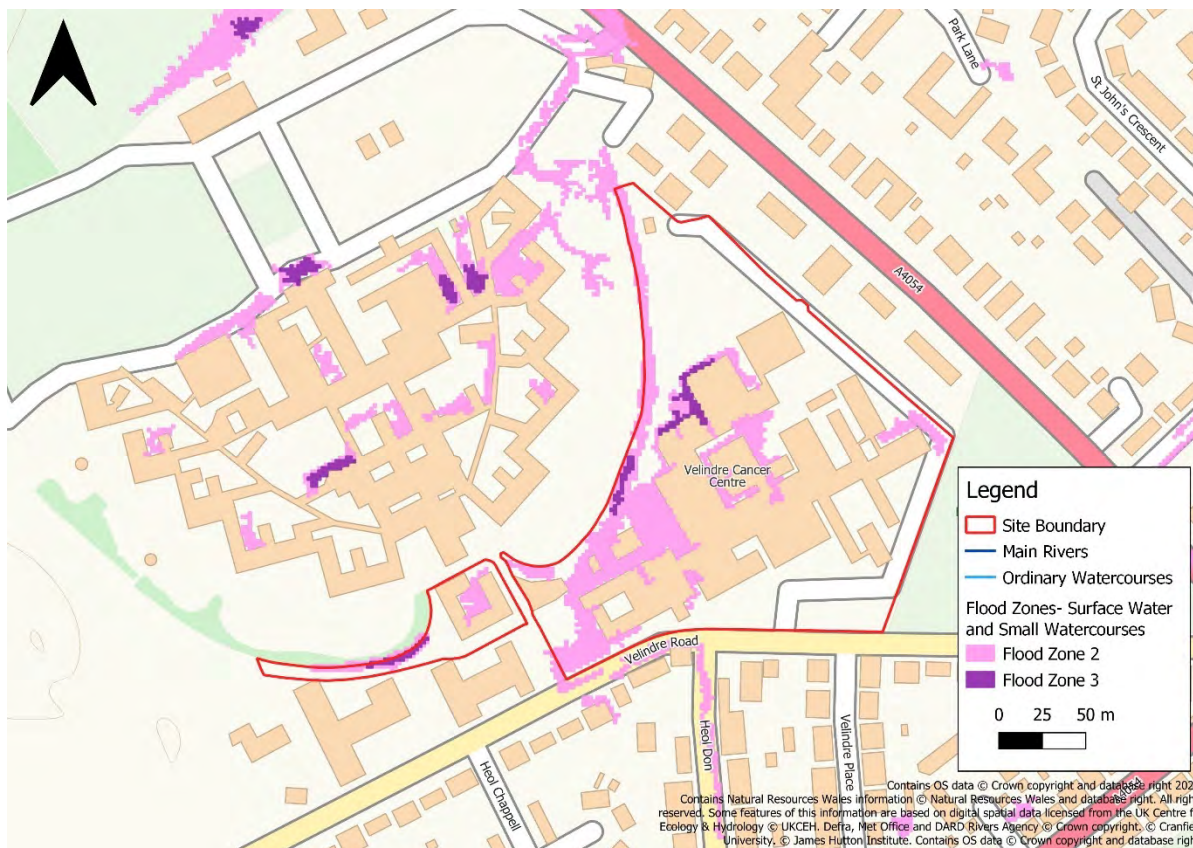 Park Lane
St John's Crescent
A4054
Velindre Cancer
Centre
Velindre Road
Heol Don
Velindre Place
Heol Chappell
Legend
Site Boundary
Main Rivers
Ordinary Watercourses
Flood Zones- Surface Water
and Small Watercourses
Flood Zone 2
Flood Zone 3
0 25 50 m
A4054
Contains OS data © Crown copyright and database right 202
Contains Natural Resources Wales information © Natural Resources Wales and database right. All righ
reserved. Some features of this information are based on digital spatial data licensed from the UK Centre f
Ecology & Hydrology © UKCEH. Defra, Met Office and DARD Rivers Agency © Crown copyright. © Cranfie
University. © James Hutton Institute. Contains OS data © Crown copyright and database righ